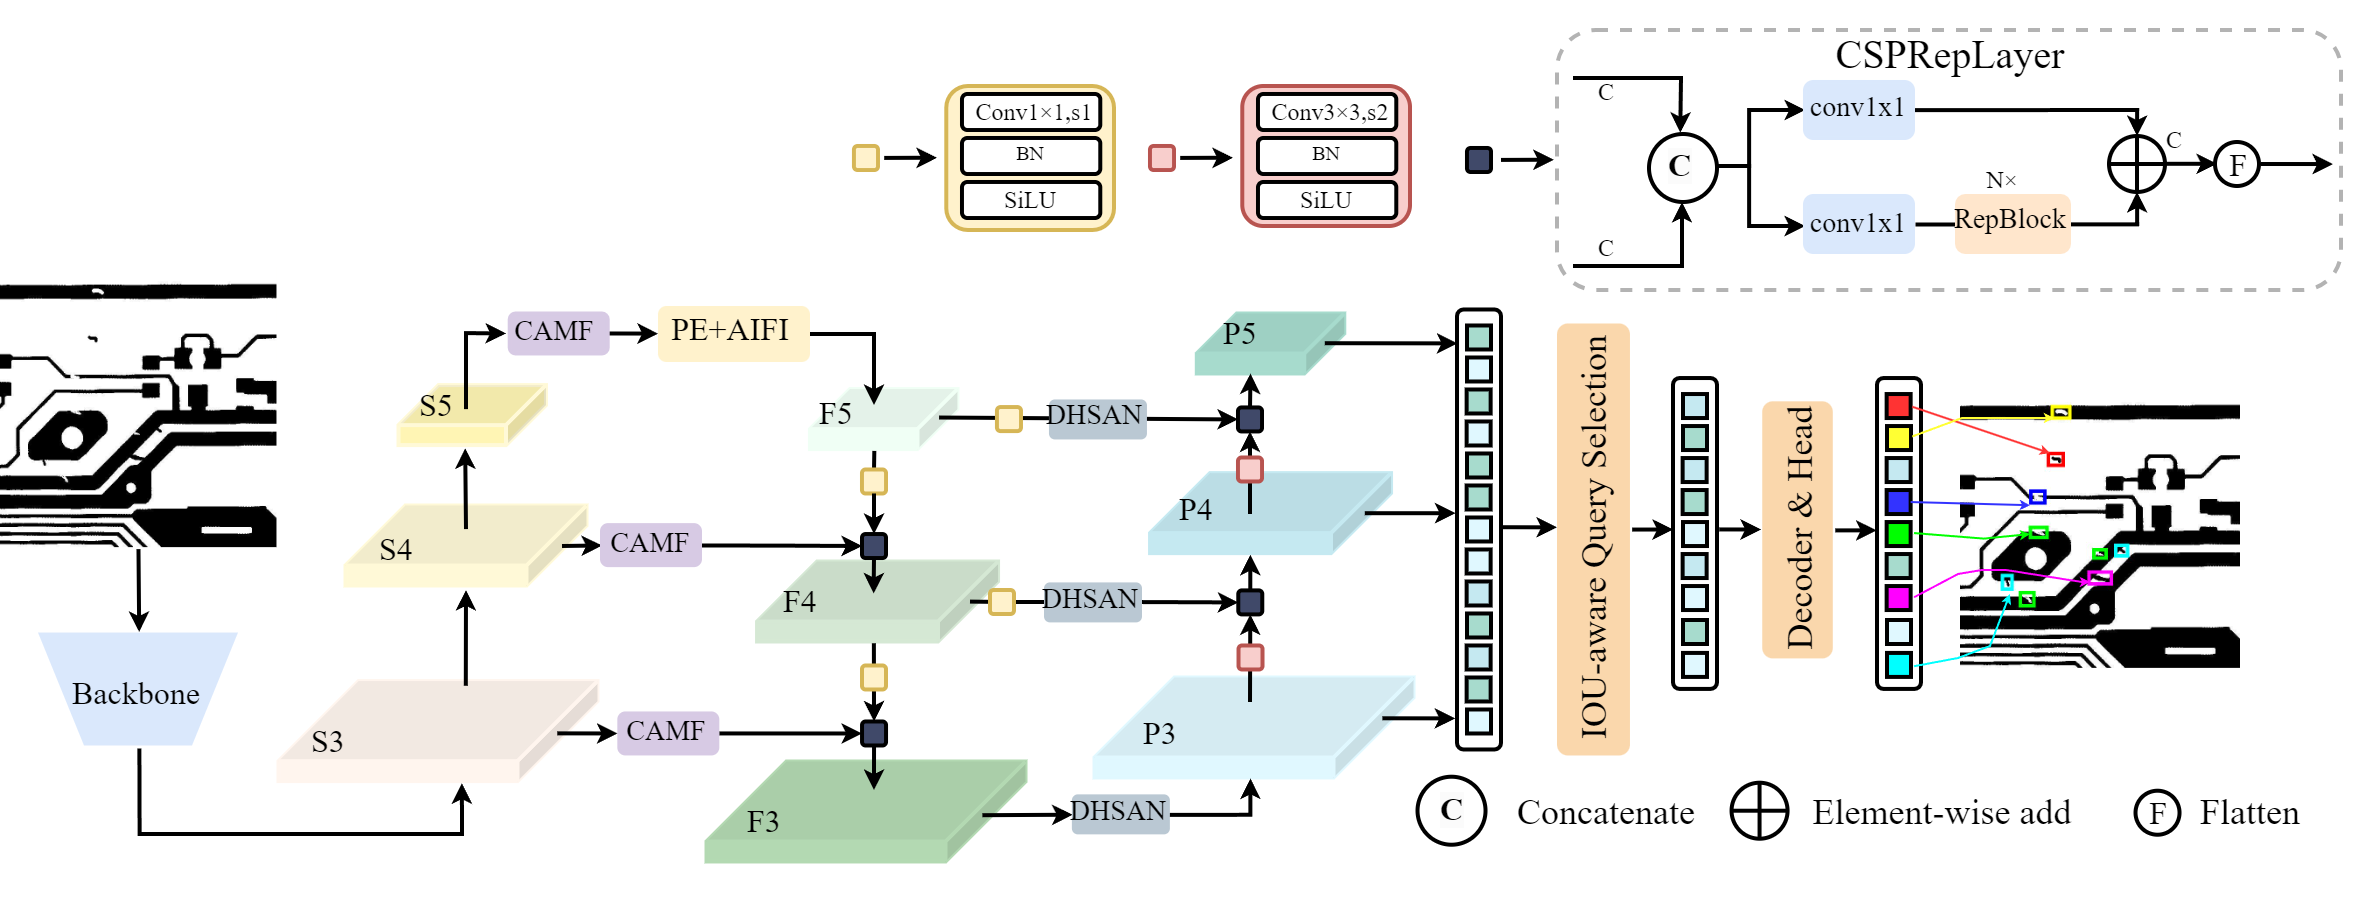 CSPRepLayer
C
C
C
conv1x1
conv1x1
N×
RepBlock
C
F
Conv1×1,s1
BN
SiLU
Conv3×3,s2
BN
SiLU
CAMF
PE+AIFI
S5
F5
DHSAN
P5
S4
CAMF
F4
DHSAN
P4
Backbone
S3
CAMF
F3
DHSAN
P3
IOU-aware Query Selection
Decoder & Head
C
Concatenate
Element-wise add
F
Flatten